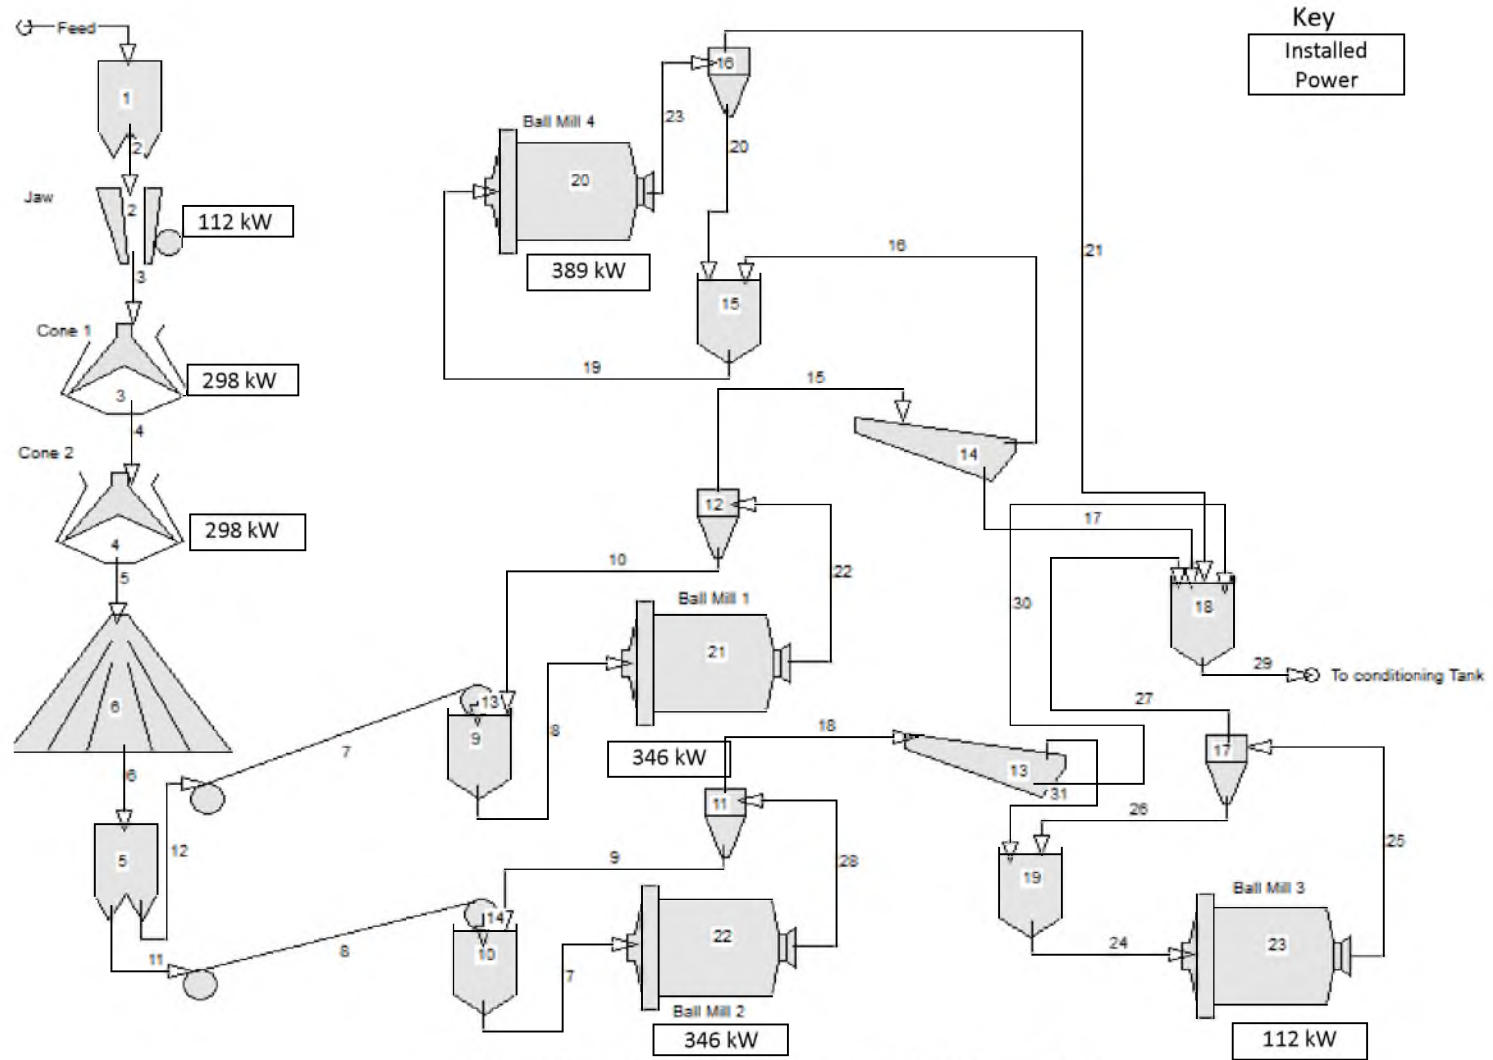 Key
Installed
Power
Feed
1
2
Jaw
2
112 kW
3
Cone 1
298 kW
3
4
Cone 2
298 kW
4
5
6
6
5
12
11
7
8
16
23
20
21
Ball Mill 4
20
389 kW
16
15
19
15
14
12
10
22
17
30
18
29
To conditioning Tank
Ball Mill 1
21
346 kW
13
9
8
18
13
31
27
17
26
25
11
9
28
14
10
7
22
Ball Mill 2
346 kW
19
24
Ball Mill 3
23
112 kW